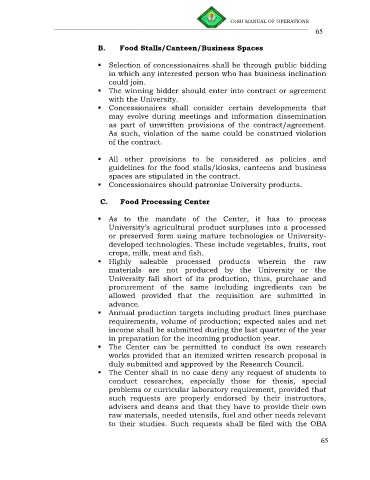 CvSU MANUAL OF OPERATIONS
65
B. Food Stalls/Canteen/Business Spaces
▪ Selection of concessionaires shall be through public bidding
in which any interested person who has business inclination
could join.
▪ The winning bidder should enter into contract or agreement
with the University.
▪ Concessionaires shall consider certain developments that
may evolve during meetings and information dissemination
as part of unwritten provisions of the contract/agreement.
As such, violation of the same could be construed violation
of the contract.
▪ All other provisions to be considered as policies and
guidelines for the food stalls/kiosks, canteens and business
spaces are stipulated in the contract.
▪ Concessionaires should patronize University products.
C. Food Processing Center
▪ As to the mandate of the Center, it has to process
University's agricultural product surpluses into a processed
or preserved form using mature technologies or University-
developed technologies. These include vegetables, fruits, root
crops, milk, meat and fish.
▪ Highly saleable processed products wherein the raw
materials are not produced by the University or the
University fall short of its production, thus, purchase and
procurement of the same including ingredients can be
allowed provided that the requisition are submitted in
advance.
▪ Annual production targets including product lines purchase
requirements, volume of production; expected sales and net
income shall be submitted during the last quarter of the year
in preparation for the incoming production year.
▪ The Center can be permitted to conduct its own research
works provided that an itemized written research proposal is
duly submitted and approved by the Research Council.
▪ The Center shall in no case deny any request of students to
conduct researches, especially those for thesis, special
problems or curricular laboratory requirement, provided that
such requests are properly endorsed by their instructors,
advisers and deans and that they have to provide their own
raw materials, needed utensils, fuel and other needs relevant
to their studies. Such requests shall be filed with the OBA
65